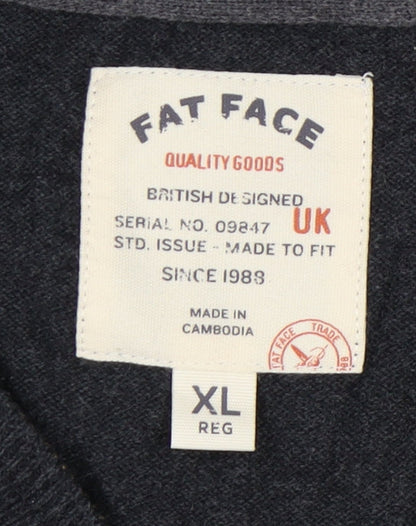 FAT FACE
QUALITY GOODS
BRITISH DESIGNED
UK
SERIAL NO. 09847
STD. ISSUE - MADE TO FIT
SINCE 1988
MADE IN
CAMBODIA
FAT FACE TRADE
XL
REG